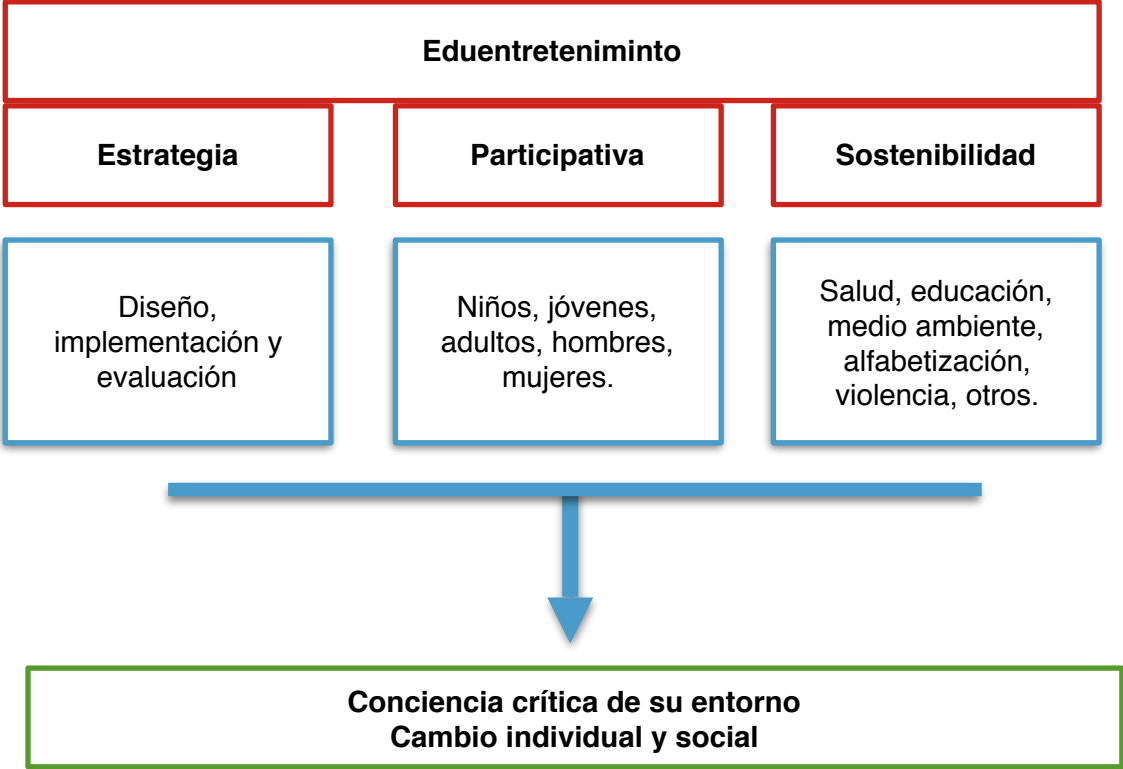 Eduentreteniminto
Estrategia
Participativa
Sostenibilidad
Diseño,
implementación y
evaluación
Niños, jóvenes,
adultos, hombres,
mujeres.
Salud, educación,
medio ambiente,
alfabetización,
violencia, otros.
Conciencia crítica de su entorno
Cambio individual y social